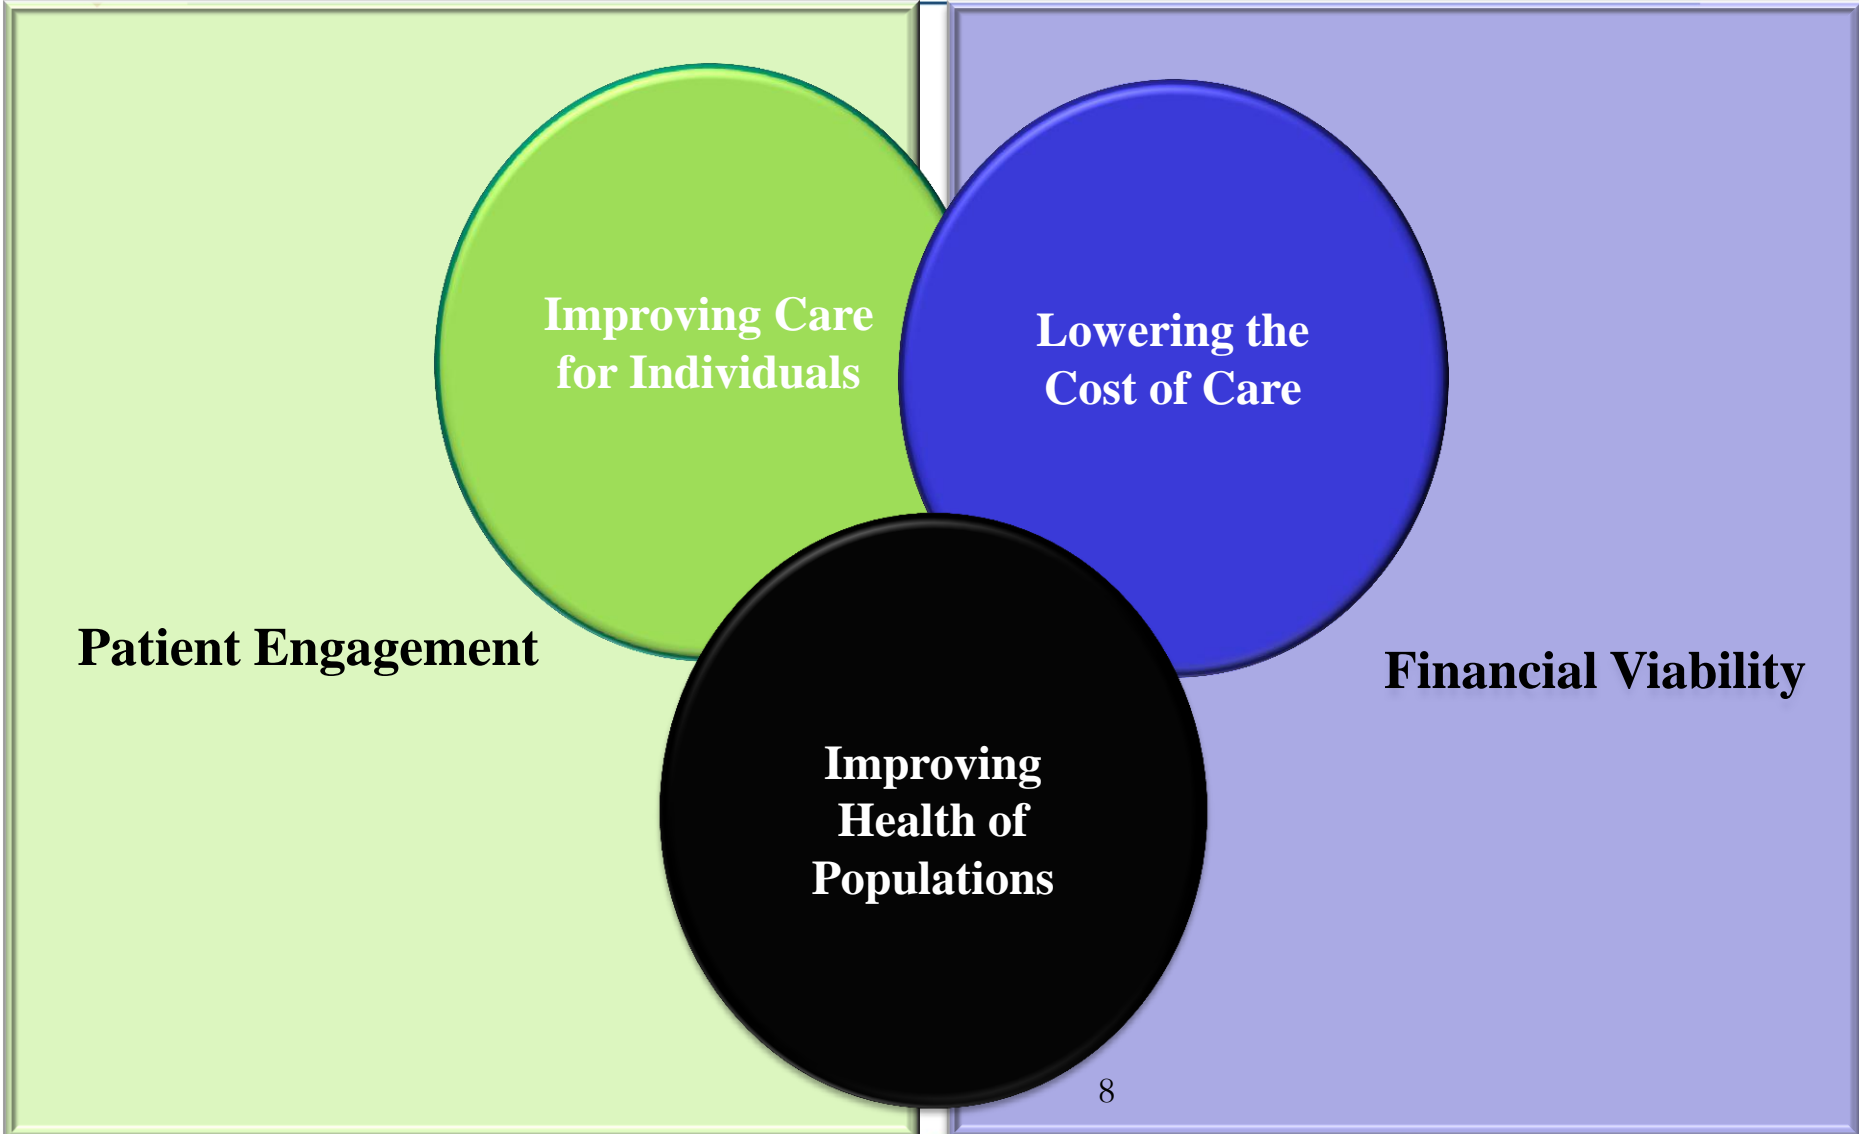 Improving Care
for Individuals
Lowering the
Cost of Care
Patient Engagement
Financial Viability
Improving
Health of
Populations
8